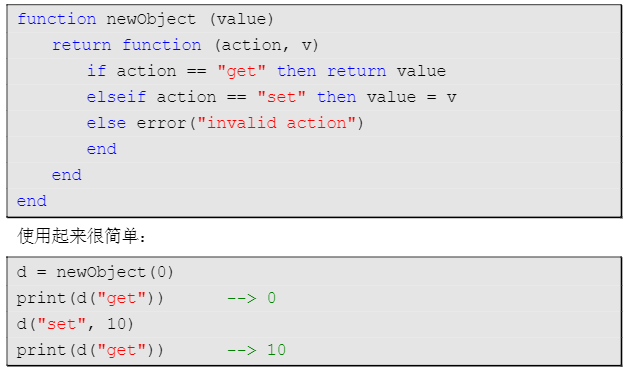 function newObject (value)
    return function (action, v)
        if action == "get" then return value
        elseif action == "set" then value = v
        else error("invalid action")
        end
    end
end
使用起来很简单：
d = newObject(0)
print(d("get"))      --> 0
d("set", 10)
print(d("get"))      --> 10